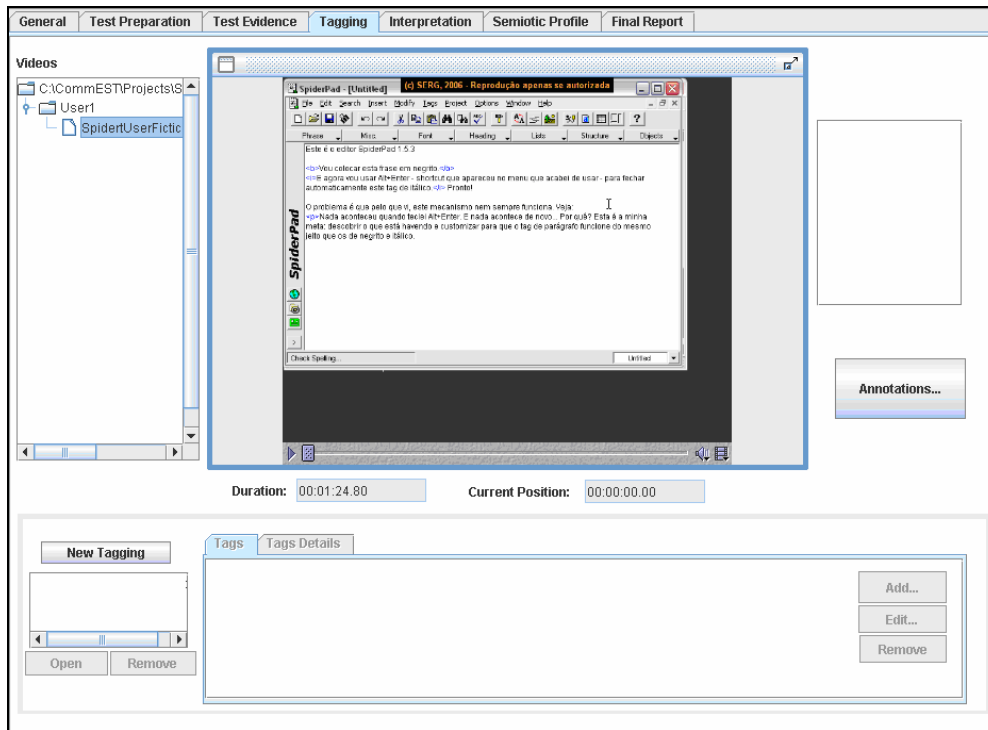 General Test Preparation Test Evidence Tagging Interpretation Semiotic Profile Final Report
Videos
C:\CommEST\Projects\S
User1
SpidertUserFictic
SpiderPad - [Untitled]
(c) SERG, 2006 - Reprodução apenas se autorizada
File Edit Search Insert Modify Tags Project Options Window Help
Phrase Misc Font Heading Lists Structure Objects
Este é o editor SpiderPad 1.5.3
<b>Vou colocar esta frase em negrito.</b>
<i>E agora vou usar Alt+Enter - shortcut que apareceu no menu que acabei de usar - para fechar
automaticamente este tag de itálico.</i> Pronto!
O problema é que pelo que vi, este mecanismo nem sempre funciona. Veja:
<p>Nada aconteceu quando teclei Alt+Enter. E nada acontece de novo... Por quê? Esta é a minha
meta: descobrir o que está havendo e customizar para que o tag de parágrafo funcione do mesmo
jeito que os de negrito e itálico.
SpiderPad
Check Spelling...
Untitled
Annotations...
Duration: 00:01:24.80 Current Position: 00:00:00.00
New Tagging
Tags Tags Details
Add...
Edit...
Remove
Open Remove